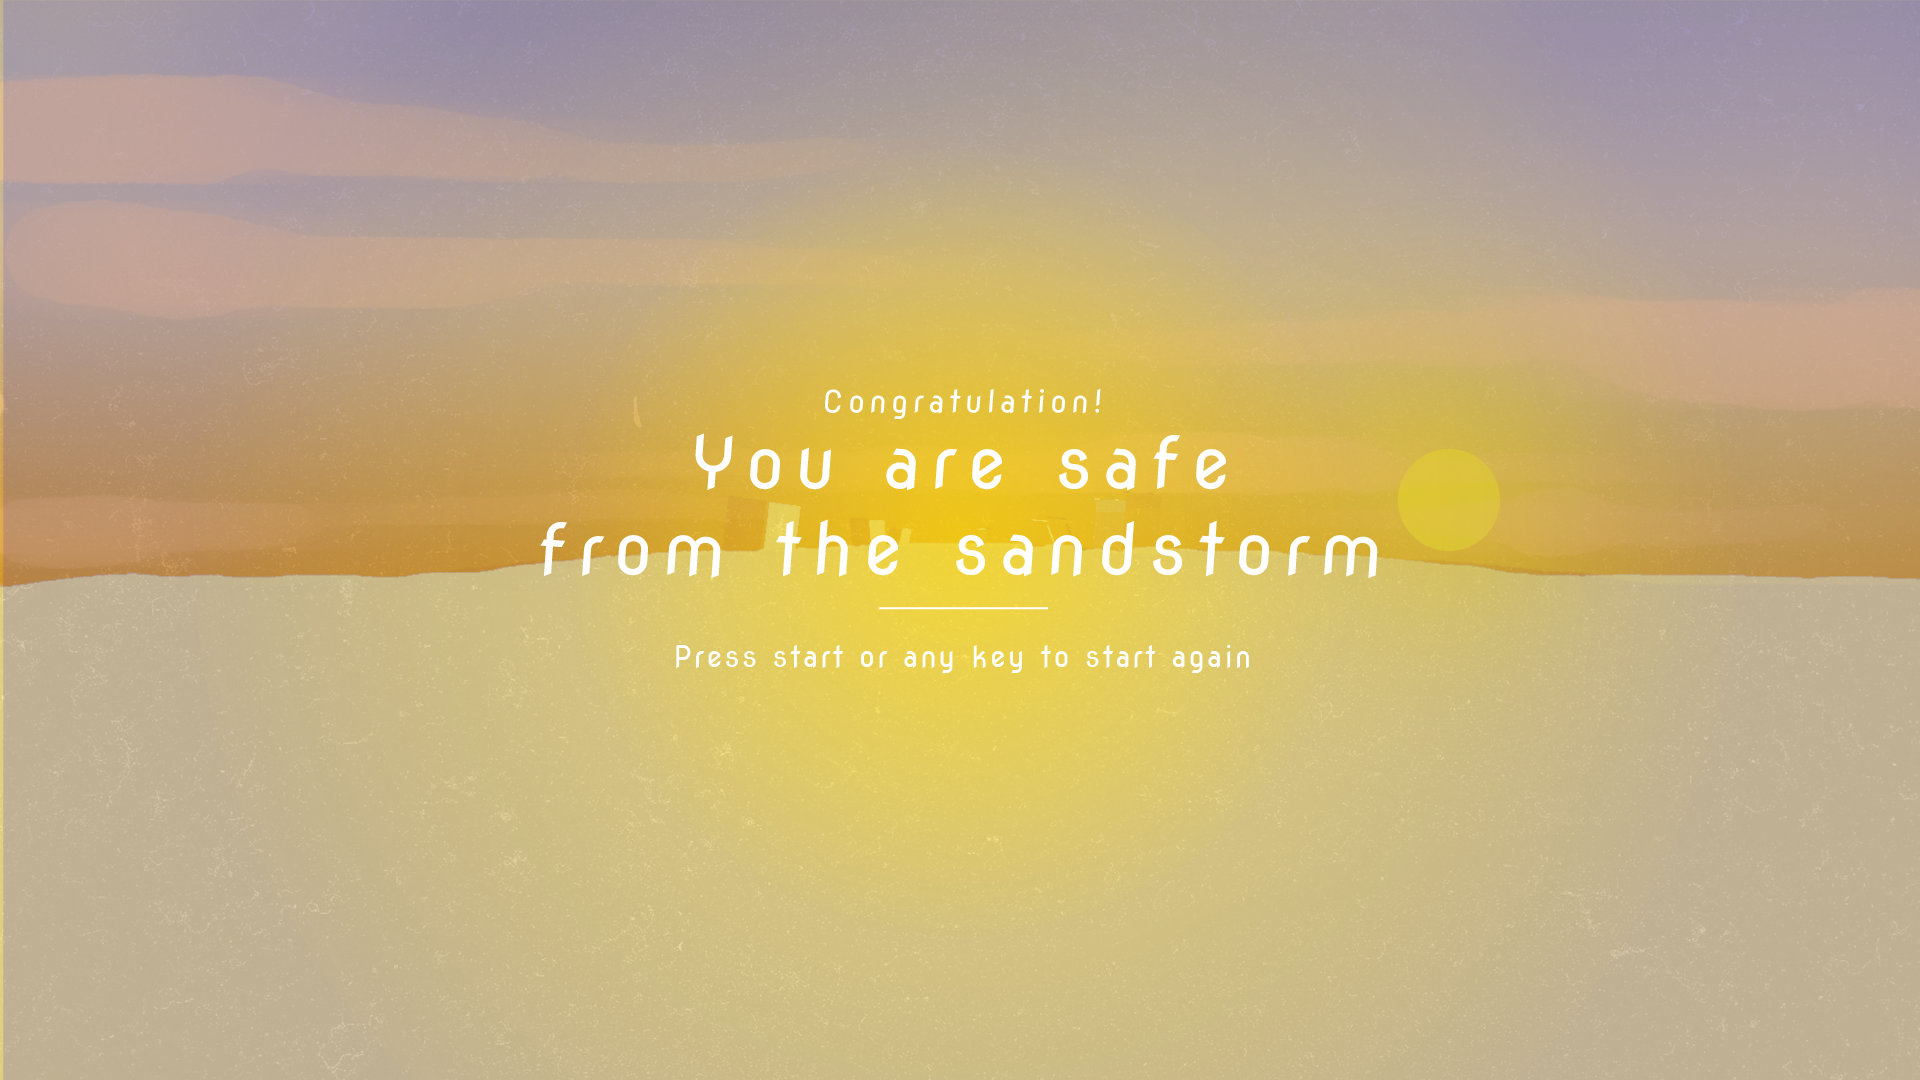 Congratulation!
You are safe
from the sandstorm
Press start or any key to start again